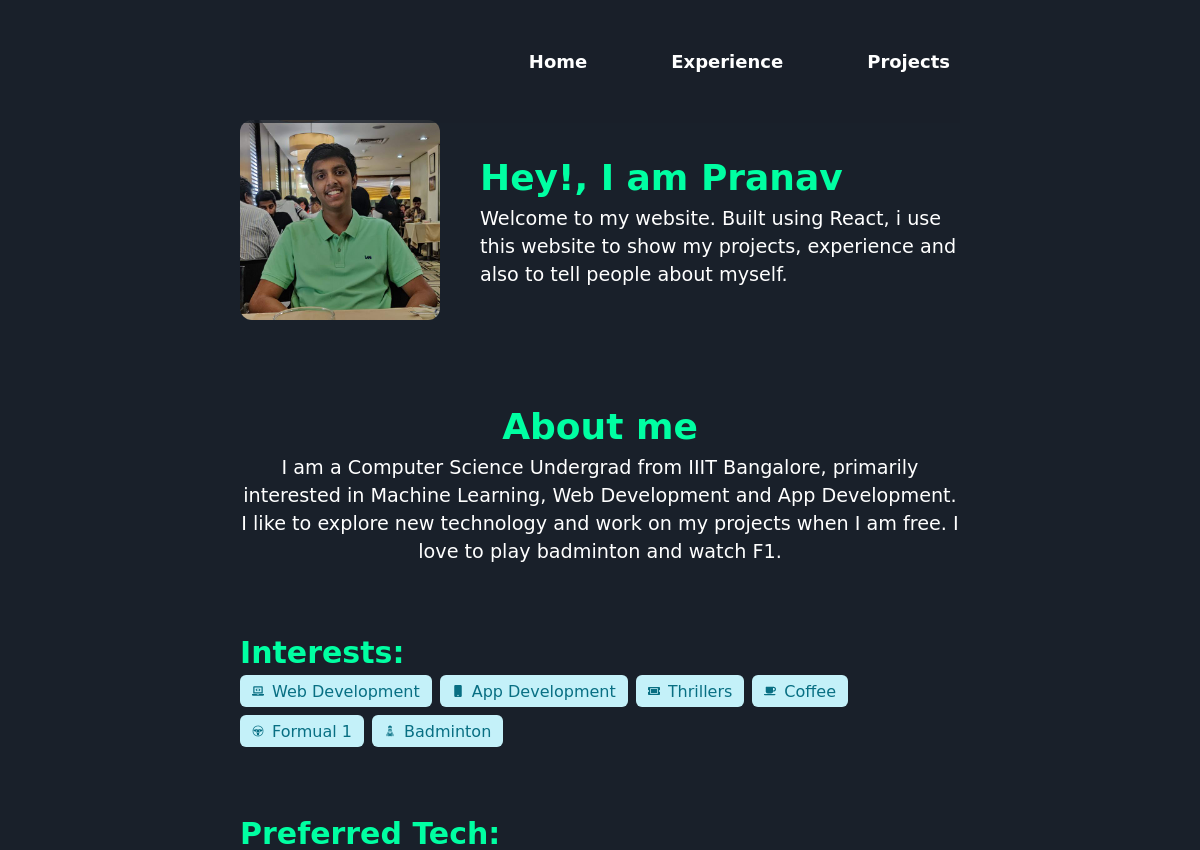 Home Experience Projects
Hey!, I am Pranav
Welcome to my website. Built using React, i use
this website to show my projects, experience and
also to tell people about myself.
About me
I am a Computer Science Undergrad from IIIT Bangalore, primarily
interested in Machine Learning, Web Development and App Development.
I like to explore new technology and work on my projects when I am free. I
love to play badminton and watch F1.
Interests:
Web Development App Development Thrillers Coffee
Formual 1 Badminton
Preferred Tech: